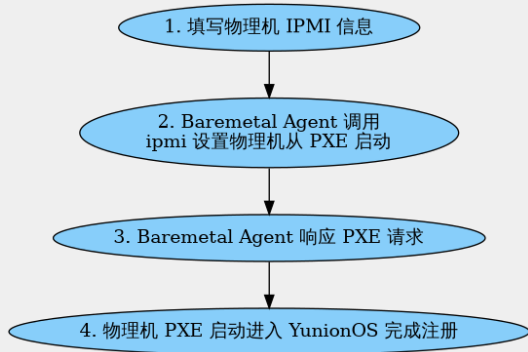 1. 填写物理机 IPMI 信息
2. Baremetal Agent 调用
ipmi 设置物理机从 PXE 启动
3. Baremetal Agent 响应 PXE 请求
4. 物理机 PXE 启动进入 YunionOS 完成注册